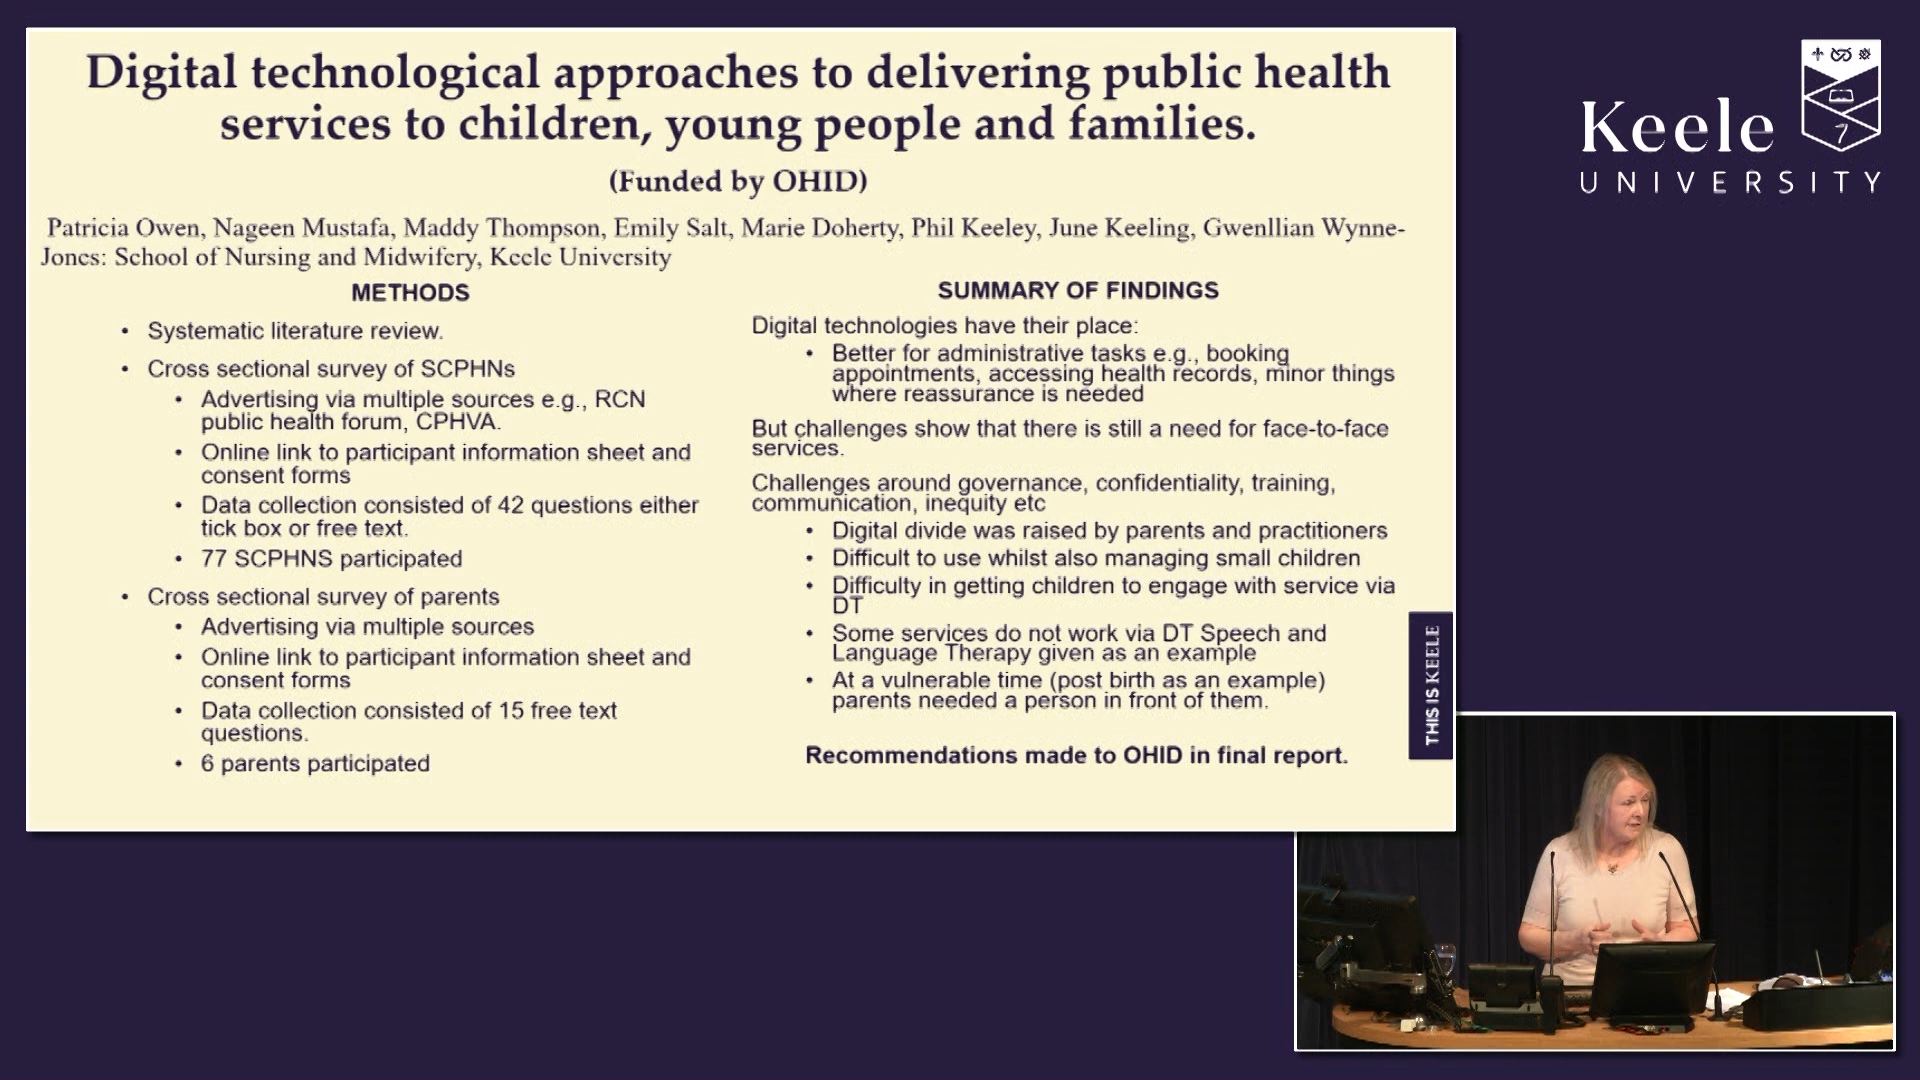 Digital technological approaches to delivering public health
services to children, young people and families.
(Funded by OHID)
Patricia Owen, Nageen Mustafa, Maddy Thompson, Emily Salt, Marie Doherty, Phil Keeley, June Keeling, Gwenllian Wynne-
Jones: School of Nursing and Midwifery, Keele University
METHODS
• Systematic literature review.
• Cross sectional survey of SCPHNs
• Advertising via multiple sources e.g., RCN
public health forum, CPHVA.
• Online link to participant information sheet and
consent forms
• Data collection consisted of 42 questions either
tick box or free text.
• 77 SCPHNS participated
• Cross sectional survey of parents
• Advertising via multiple sources
• Online link to participant information sheet and
consent forms
• Data collection consisted of 15 free text
questions.
• 6 parents participated
SUMMARY OF FINDINGS
Digital technologies have their place:
• Better for administrative tasks e.g., booking
appointments, accessing health records, minor things
where reassurance is needed
But challenges show that there is still a need for face-to-face
services.
Challenges around governance, confidentiality, training,
communication, inequity etc
• Digital divide was raised by parents and practitioners
• Difficult to use whilst also managing small children
• Difficulty in getting children to engage with service via
DT
• Some services do not work via DT Speech and
Language Therapy given as an example
• At a vulnerable time (post birth as an example)
parents needed a person in front of them.
Recommendations made to OHID in final report.
THIS IS KEELE
Keele
UNIVERSITY